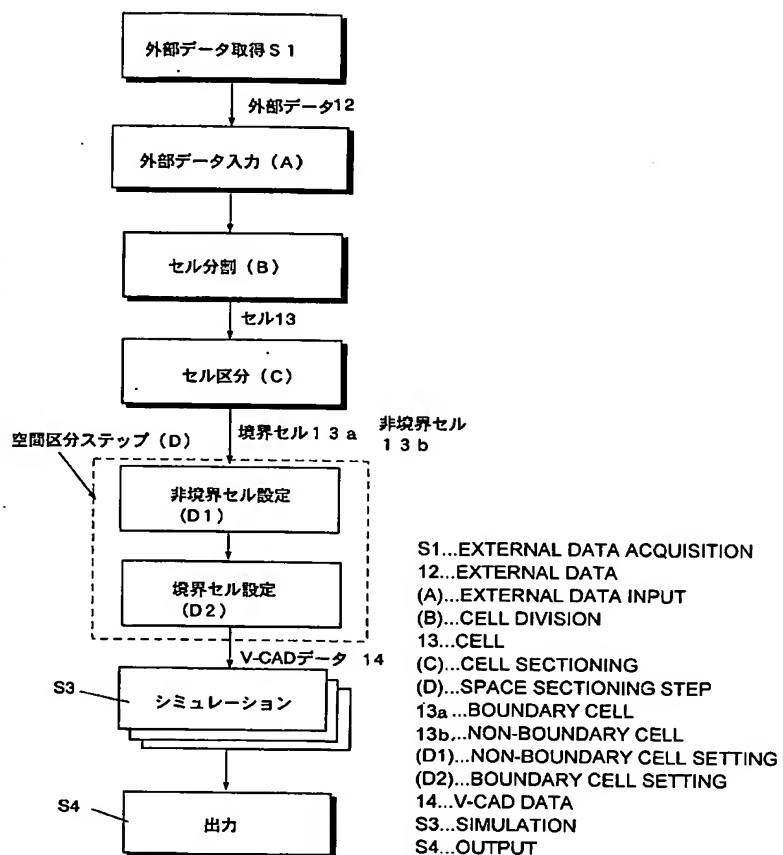 外部データ取得S1
外部データ12
外部データ入力(A)
セル分割(B)
セル13
セル区分(C)
空間区分ステップ(D)
境界セル13a
非境界セル
13b
非境界セル設定
(D1)
境界セル設定
(D2)
V-CADデータ 14
S3
シミュレーション
S4
出力
S1...EXTERNAL DATA ACQUISITION
12...EXTERNAL DATA
(A)...EXTERNAL DATA INPUT
(B)...CELL DIVISION
13...CELL
(C)...CELL SECTIONING
(D)...SPACE SECTIONING STEP
13a...BOUNDARY CELL
13b...NON-BOUNDARY CELL
(D1)...NON-BOUNDARY CELL SETTING
(D2)...BOUNDARY CELL SETTING
14...V-CAD DATA
S3...SIMULATION
S4...OUTPUT